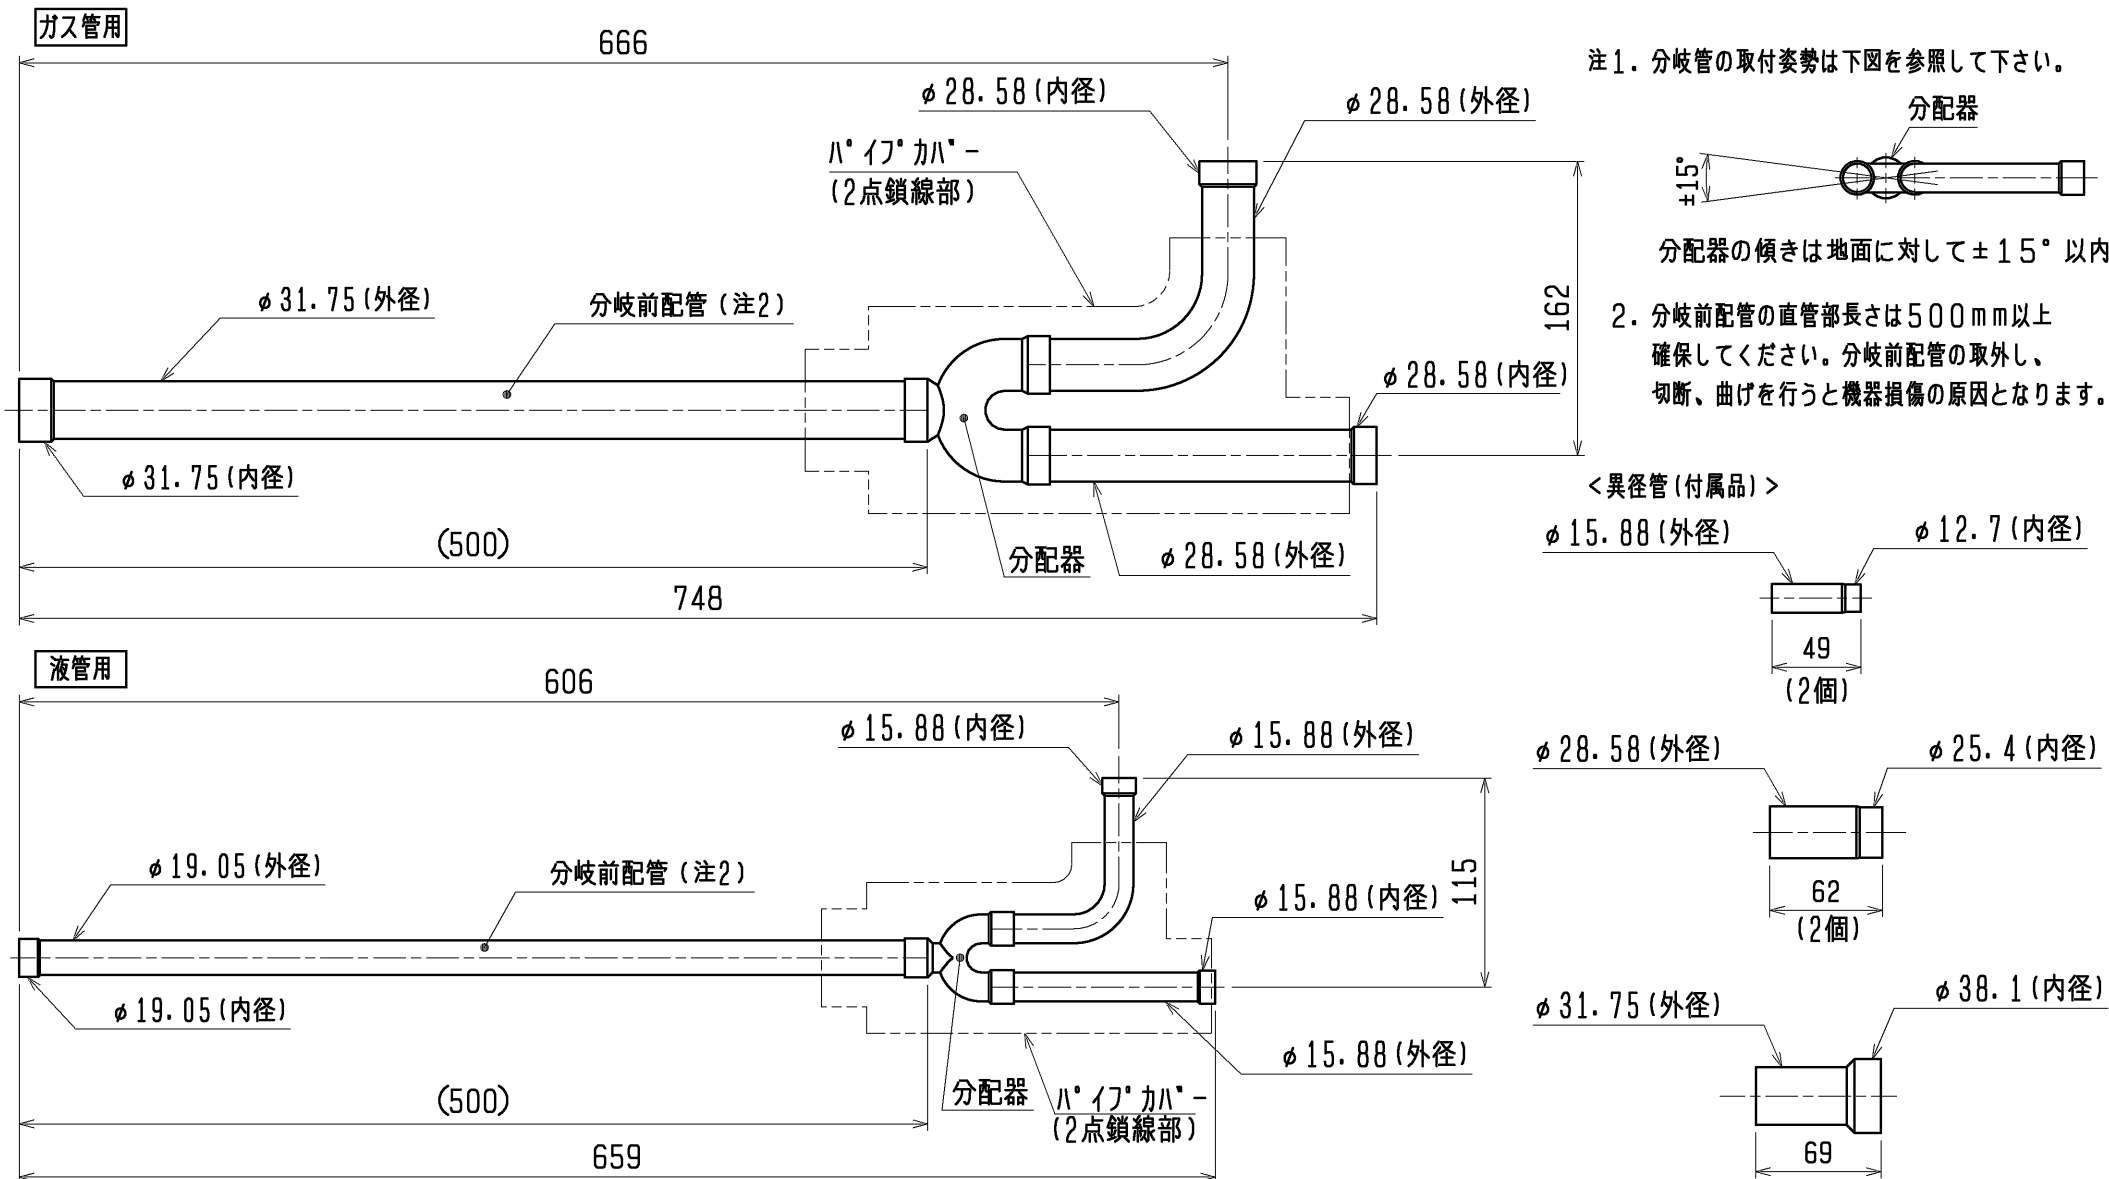 ガス管用
666
φ28.58(内径)
φ28.58(外径)
パイプカバー
(2点鎖線部)
φ31.75(外径)
分岐前配管(注2)
162
φ28.58(内径)
φ31.75(内径)
(500)
分配器
φ28.58(外径)
748
液管用
606
φ15.88(内径)
φ15.88(外径)
φ19.05(外径)
分岐前配管(注2)
115
φ15.88(内径)
φ19.05(内径)
φ15.88(外径)
分配器
パイプカバー
(2点鎖線部)
(500)
659
注1. 分岐管の取付姿勢は下図を参照して下さい。
分配器
±15°
分配器の傾きは地面に対して±15°以内
2. 分岐前配管の直管部長さは500mm以上
確保してください。分岐前配管の取外し、
切断、曲げを行うと機器損傷の原因となります。
<異径管(付属品)>
φ15.88(外径)
φ12.7(内径)
49
(2個)
φ28.58(外径)
φ25.4(内径)
62
(2個)
φ31.75(外径)
φ38.1(内径)
69